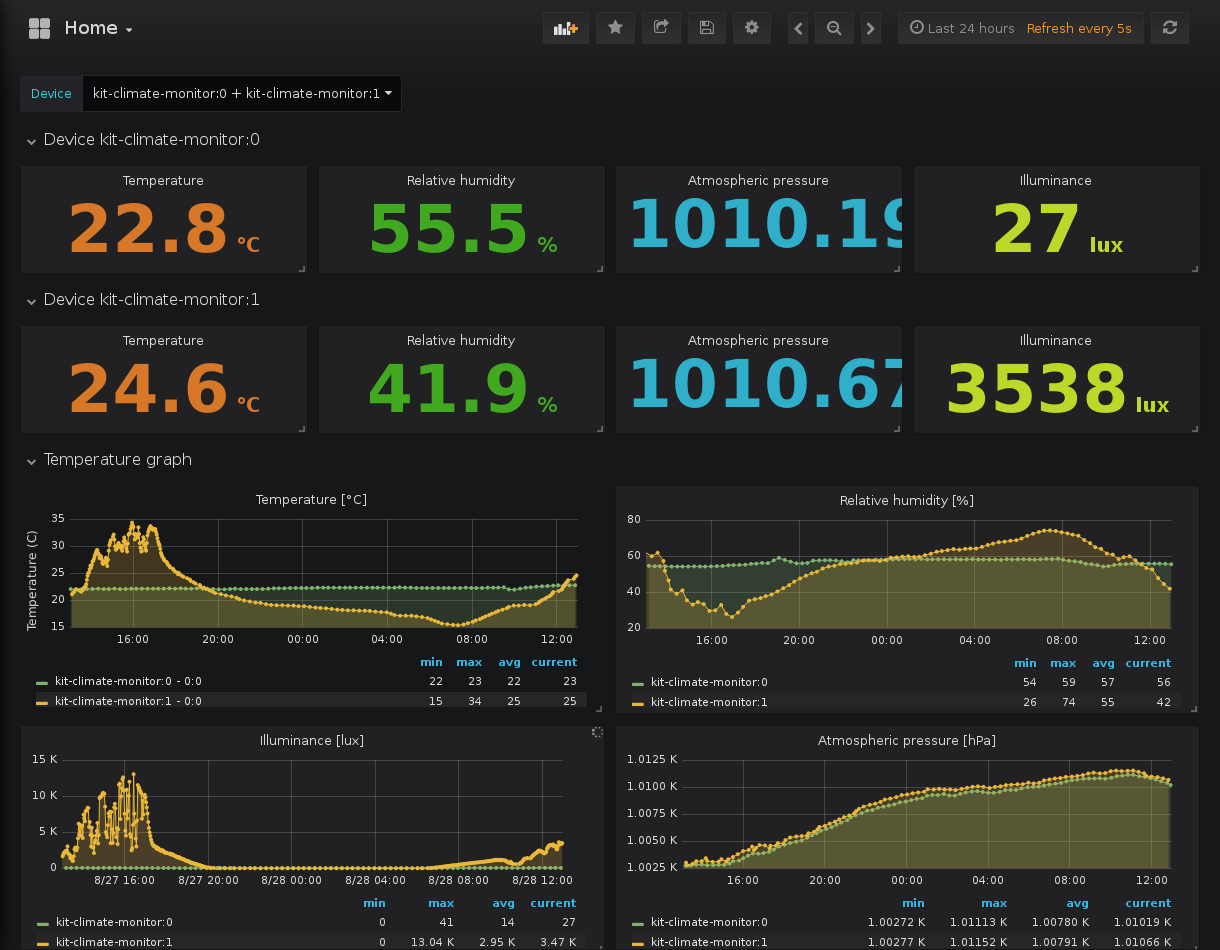 Home
Last 24 hours Refresh every 5s
Device kit-climate-monitor:0 + kit-climate-monitor:1
Device kit-climate-monitor:0
Temperature Relative humidity Atmospheric pressure Illuminance
22.8 °C 55.5 % 1010.19 27 lux
Device kit-climate-monitor:1
Temperature Relative humidity Atmospheric pressure Illuminance
24.6 °C 41.9 % 1010.67 3538 lux
Temperature graph
Temperature [°C]
Temperature (C)
35
30
25
20
15
16:00 20:00 00:00 04:00 08:00 12:00
min max avg current
kit-climate-monitor:0 - 0:0 22 23 22 23
kit-climate-monitor:1 - 0:0 15 34 25 25
Relative humidity [%]
80
60
40
20
16:00 20:00 00:00 04:00 08:00 12:00
min max avg current
kit-climate-monitor:0 54 59 57 56
kit-climate-monitor:1 26 74 55 42
Illuminance [lux]
15 K
10 K
5 K
0
8/27 16:00 8/27 20:00 8/28 00:00 8/28 04:00 8/28 08:00 8/28 12:00
min max avg current
kit-climate-monitor:0 0 41 14 27
kit-climate-monitor:1 0 13.04 K 2.95 K 3.47 K
Atmospheric pressure [hPa]
1.0125 K
1.0100 K
1.0075 K
1.0050 K
1.0025 K
16:00 20:00 00:00 04:00 08:00 12:00
min max avg current
kit-climate-monitor:0 1.00272 K 1.01113 K 1.00780 K 1.01019 K
kit-climate-monitor:1 1.00277 K 1.01152 K 1.00791 K 1.01066 K